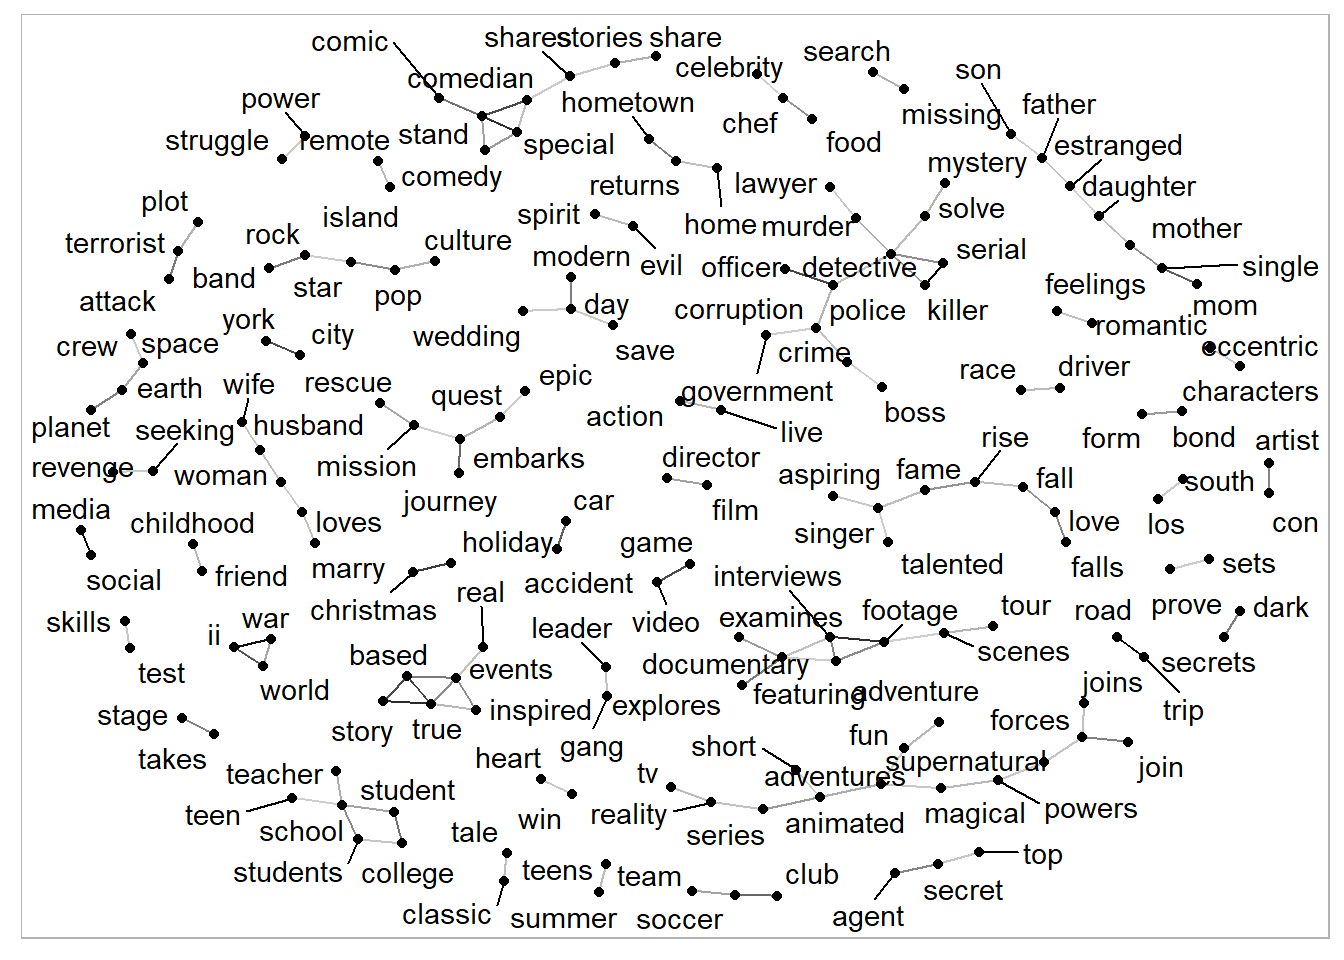 comic
shares
stories
share
celebrity
search
comedian
son
power
hometown
chef
missing
father
struggle
remote
stand
special
food
estranged
mystery
comedy
returns
lawyer
daughter
plot
island
spirit
home
murder
solve
mother
terrorist
rock
culture
modern
evil
officer
detective
serial
single
band
star
pop
day
corruption
police
killer
feelings
mom
attack
york
city
wedding
save
crime
romantic
crew
space
eccentric
earth
wife
rescue
quest
epic
action
government
boss
race
driver
characters
planet
seeking
husband
live
form
bond
artist
revenge
woman
mission
embarks
director
aspiring
fame
rise
fall
south
media
childhood
loves
journey
car
film
singer
love
los
con
social
friend
marry
holiday
accident
game
interviews
talented
falls
sets
skills
ii
war
christmas
real
leader
video
examines
footage
tour
road
prove
dark
test
world
based
events
documentary
scenes
secrets
stage
story
true
inspired
explores
featuring
adventure
joins
trip
takes
heart
gang
short
fun
forces
teacher
student
tv
adventures
supernatural
join
teen
school
tale
win
reality
series
animated
magical
powers
students
college
teens
team
club
secret
top
classic
summer
soccer
agent